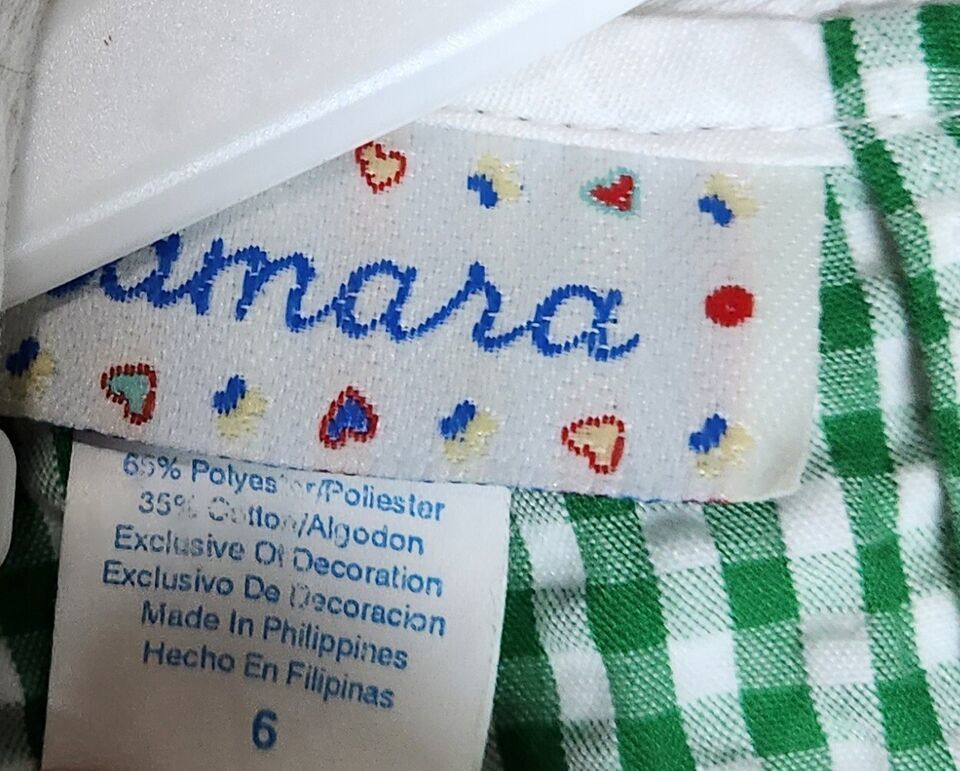 amara
65% Polyester/Poliester
35% Cotton/Algodon
Exclusive Of Decoration
Exclusivo De Decoracion
Made In Philippines
Hecho En Filipinas
6